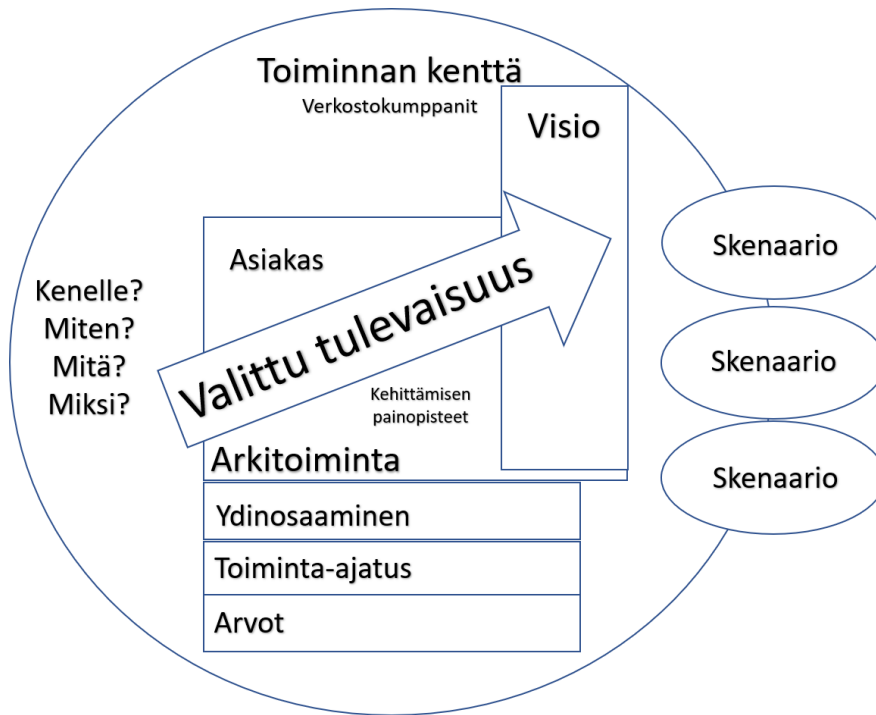 Toiminnan kenttä
Verkostokumppanit
Visio
Asiakas
Valittu tulevaisuus
Kenelle?
Miten?
Mitä?
Miksi?
Kehittämisen
painopisteet
Arkitoiminta
Ydinosaaminen
Toiminta-ajatus
Arvot
Skenaario
Skenaario
Skenaario